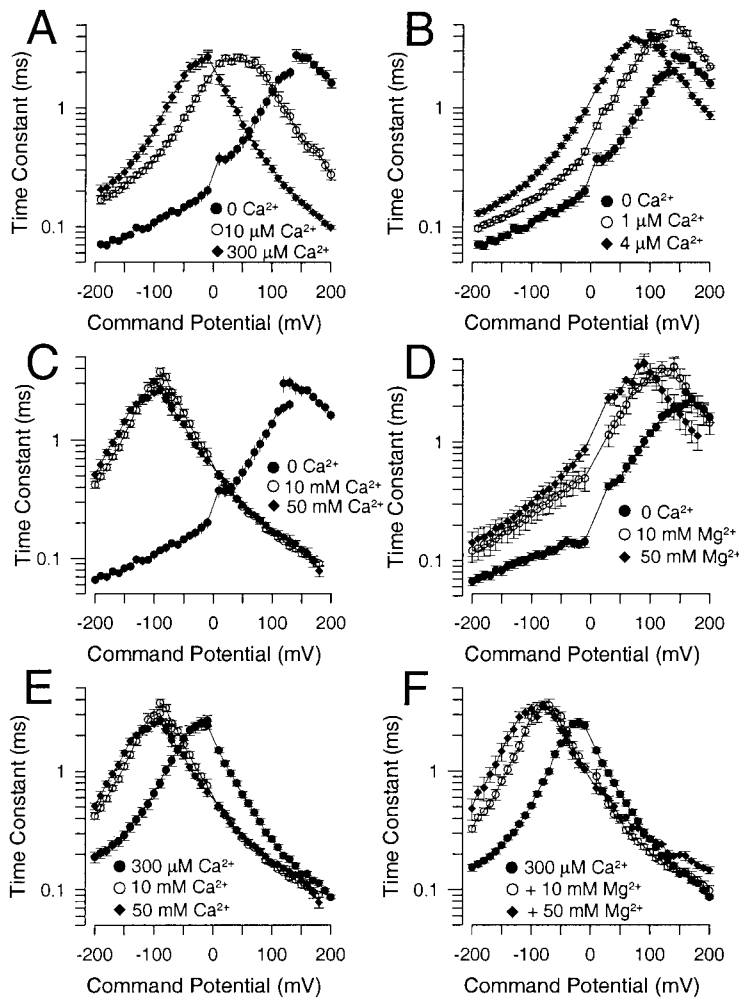 A
B
Time Constant (ms)
1
0.1
0 Ca²⁺
10 μM Ca²⁺
300 μM Ca²⁺
-200 -100 0 100 200
Command Potential (mV)
Time Constant (ms)
1
0.1
0 Ca²⁺
1 μM Ca²⁺
4 μM Ca²⁺
-200 -100 0 100 200
Command Potential (mV)
C
D
Time Constant (ms)
1
0.1
0 Ca²⁺
10 mM Ca²⁺
50 mM Ca²⁺
-200 -100 0 100 200
Command Potential (mV)
Time Constant (ms)
1
0.1
0 Ca²⁺
10 mM Mg²⁺
50 mM Mg²⁺
-200 -100 0 100 200
Command Potential (mV)
E
F
Time Constant (ms)
1
0.1
300 μM Ca²⁺
10 mM Ca²⁺
50 mM Ca²⁺
-200 -100 0 100 200
Command Potential (mV)
Time Constant (ms)
1
0.1
300 μM Ca²⁺
+ 10 mM Mg²⁺
+ 50 mM Mg²⁺
-200 -100 0 100 200
Command Potential (mV)